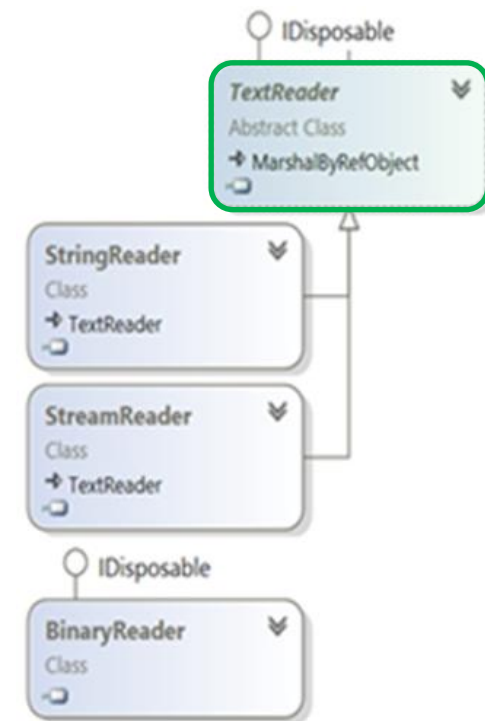 IDisposable
TextReader
Abstract Class
MarshalByRefObject
StringReader
Class
TextReader
StreamReader
Class
TextReader
IDisposable
BinaryReader
Class